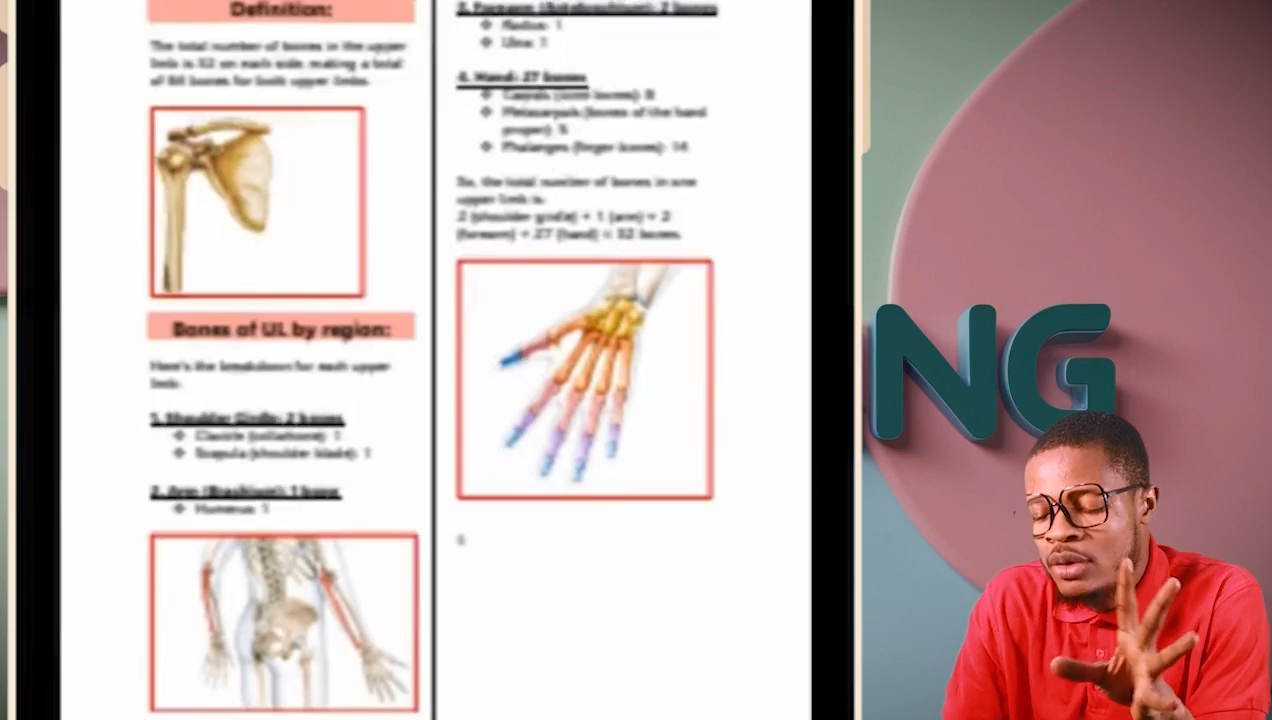 Definition:
The total number of bones in the upper
limb is 32 on each side, making a total
of 64 bones for both upper limbs.
Bones of UL by region:
Here's the breakdown for each upper
limb:
1. Shoulder Girdle: 2 bones
❖ Clavicle (collarbone): 1
❖ Scapula (shoulder blade): 1
2. Arm (Brachium): 1 bone
❖ Humerus: 1
3. Forearm (Antebrachium): 2 bones
❖ Radius: 1
❖ Ulna: 1
4. Hand: 27 bones
❖ Carpals (wrist bones): 8
❖ Metacarpals (bones of the hand
proper): 5
❖ Phalanges (finger bones): 14
So, the total number of bones in one
upper limb is:
2 (shoulder girdle) + 1 (arm) + 2
(forearm) + 27 (hand) = 32 bones.
NG